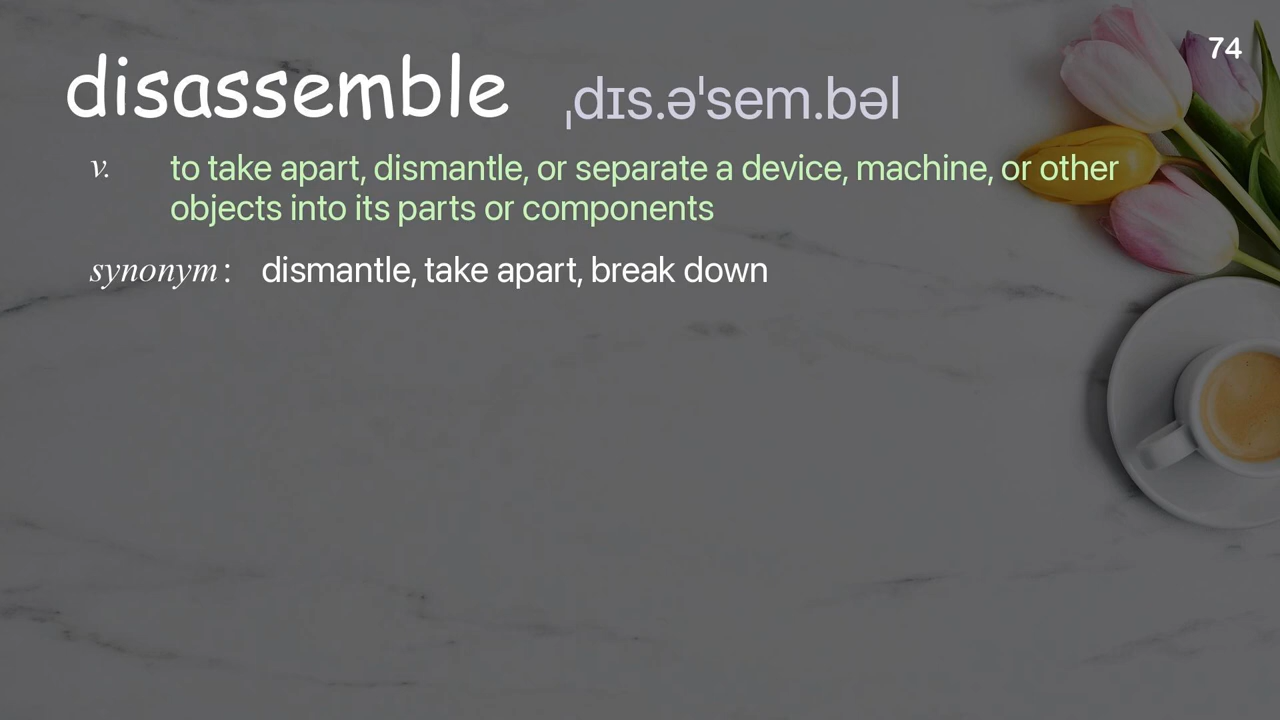 74
disassemble ˌdɪs.əˈsem.bəl
v. to take apart, dismantle, or separate a device, machine, or other
objects into its parts or components
synonym: dismantle, take apart, break down